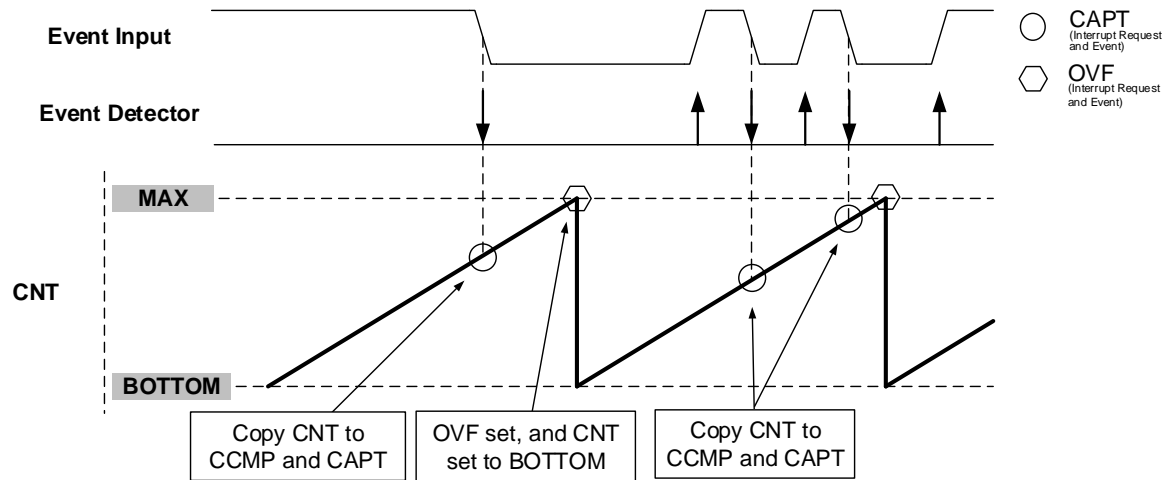 Event Input
CAPT
(Interrupt Request
and Event)
OVF
(Interrupt Request
and Event)
Event Detector
MAX
CNT
BOTTOM
Copy CNT to
CCMP and CAPT
OVF set, and CNT
set to BOTTOM
Copy CNT to
CCMP and CAPT